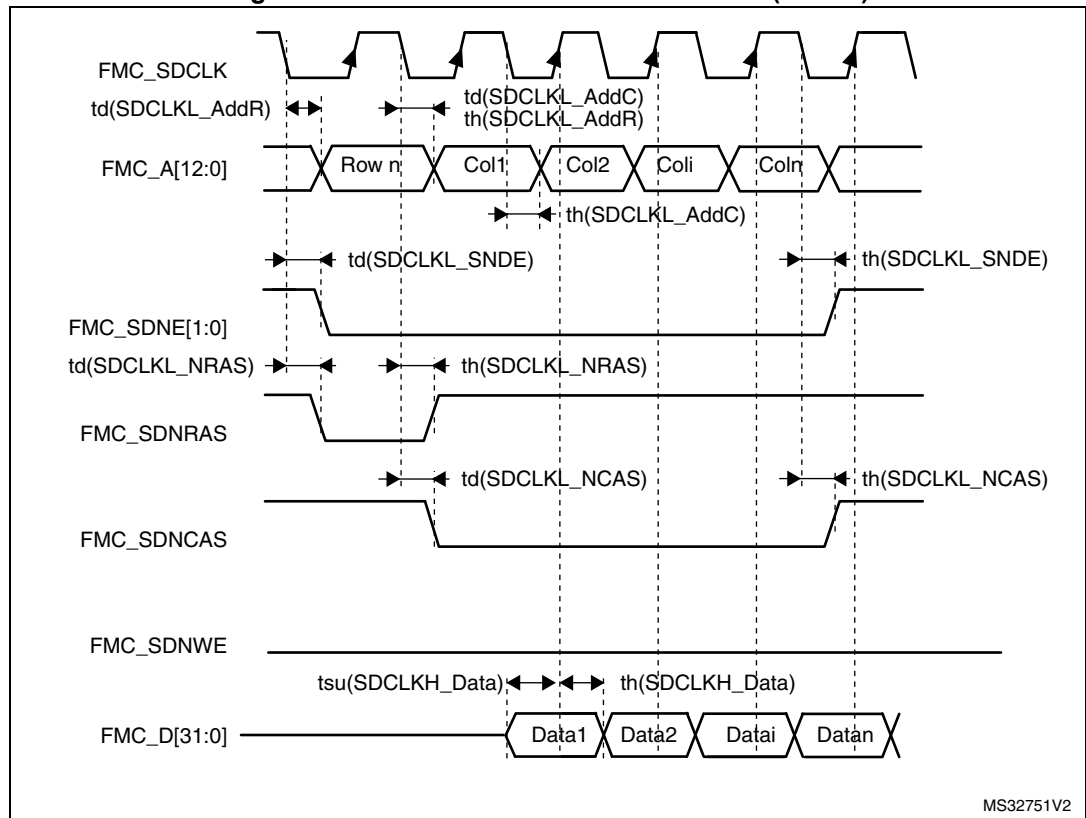 FMC_SDCLK
td(SDCLKL_AddR)
td(SDCLKL_AddC)
th(SDCLKL_AddR)
FMC_A[12:0]
Row n
Col1
Col2
Coli
Coln
th(SDCLKL_AddC)
td(SDCLKL_SNDE)
th(SDCLKL_SNDE)
FMC_SDNE[1:0]
td(SDCLKL_NRAS)
th(SDCLKL_NRAS)
FMC_SDNRAS
td(SDCLKL_NCAS)
th(SDCLKL_NCAS)
FMC_SDNCAS
FMC_SDNWE
tsu(SDCLKH_Data)
th(SDCLKH_Data)
FMC_D[31:0]
Data1
Data2
Datai
Datan
MS32751V2